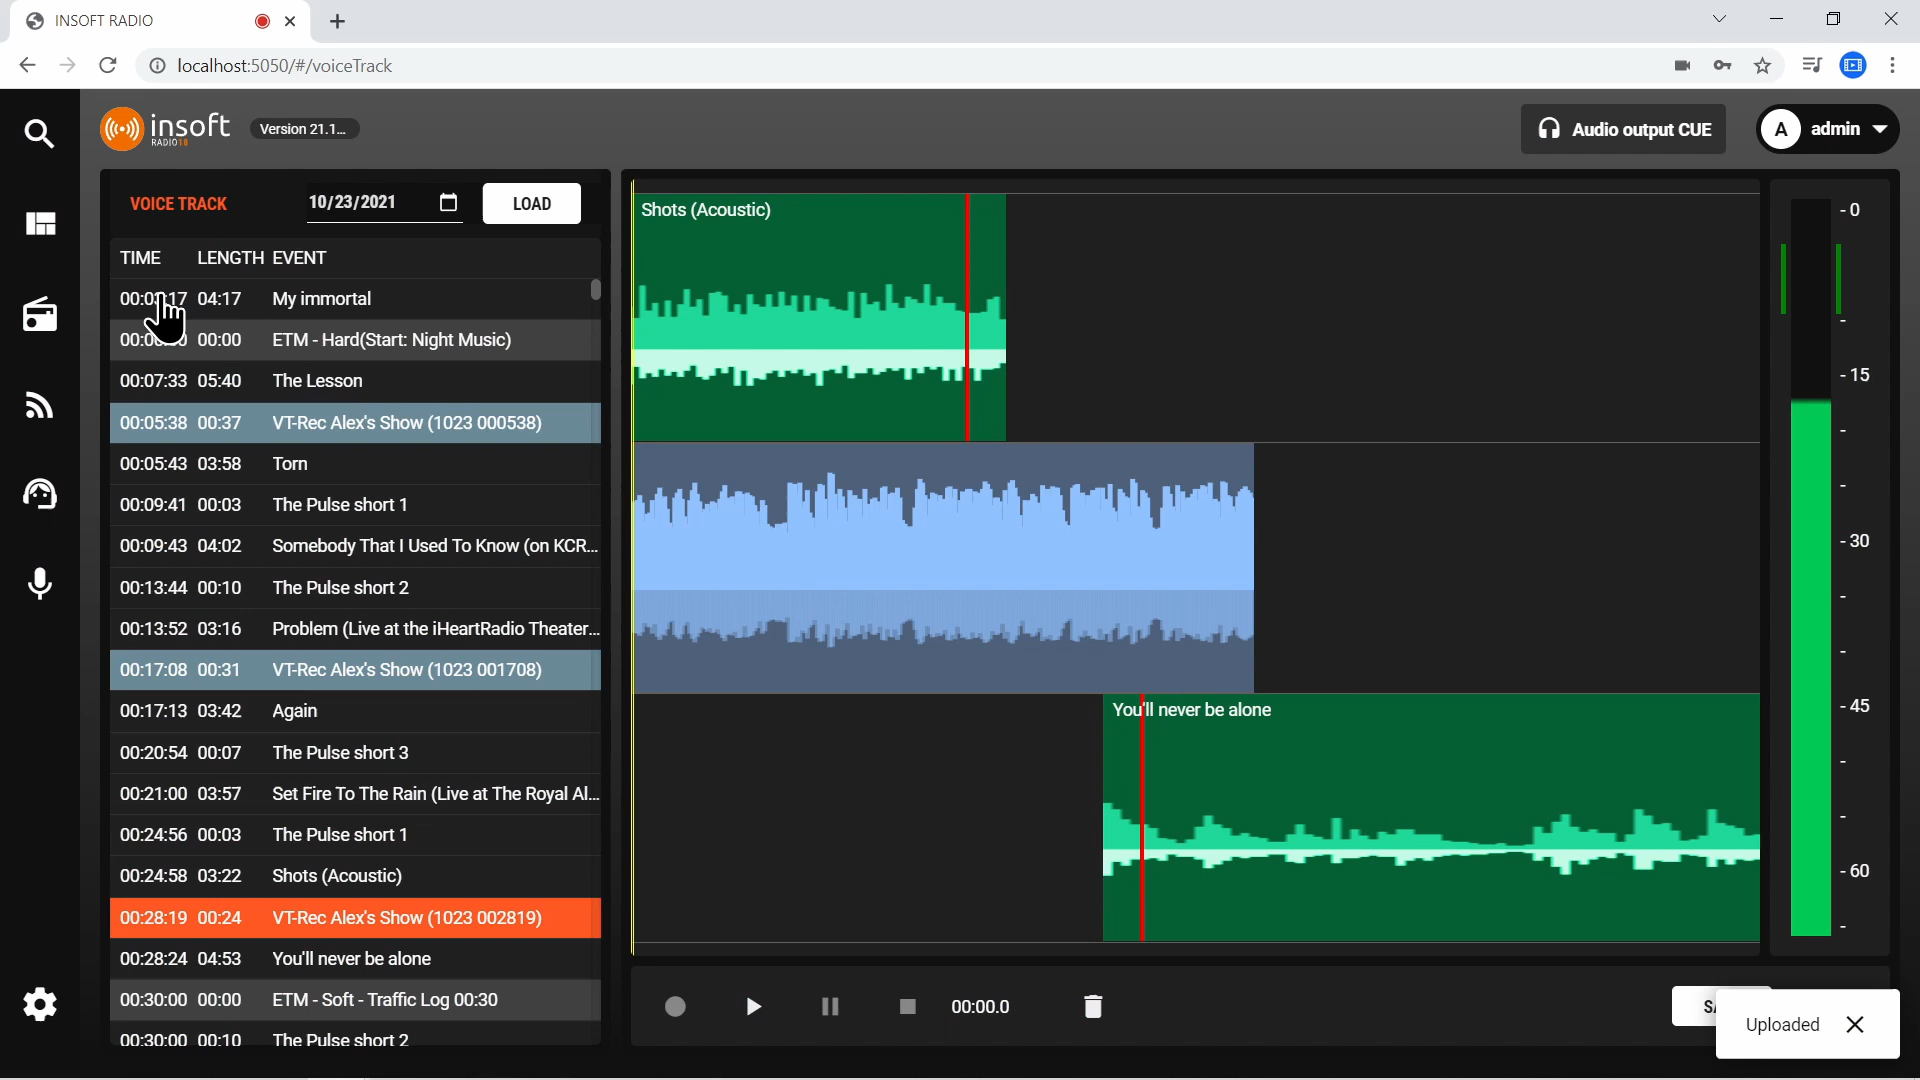 INSOFT RADIO
localhost:5050/#/voiceTrack
insoft
RADIO
Version 21.1...
Audio output CUE
A
admin
VOICE TRACK
10/23/2021
LOAD
TIME LENGTH EVENT
04:17 My immortal
00:00 ETM - Hard(Start: Night Music)
00:07:33 05:40 The Lesson
00:05:38 00:37 VT-Rec Alex's Show (1023 000538)
00:05:43 03:58 Torn
00:09:41 00:03 The Pulse short 1
00:09:43 04:02 Somebody That I Used To Know (on KCR...
00:13:44 00:10 The Pulse short 2
00:13:52 03:16 Problem (Live at the iHeartRadio Theater...
00:17:08 00:31 VT-Rec Alex's Show (1023 001708)
00:17:13 03:42 Again
00:20:54 00:07 The Pulse short 3
00:21:00 03:57 Set Fire To The Rain (Live at The Royal Al...
00:24:56 00:03 The Pulse short 1
00:24:58 03:22 Shots (Acoustic)
00:28:19 00:24 VT-Rec Alex's Show (1023 002819)
00:28:24 04:53 You'll never be alone
00:30:00 00:00 ETM - Soft - Traffic Log 00:30
00:30:00 00:10 The Pulse short 2
Shots (Acoustic)
You'll never be alone
00:00.0
- 0
-
- 15
-
-
- 30
-
-
- 45
-
-
- 60
-
Uploaded